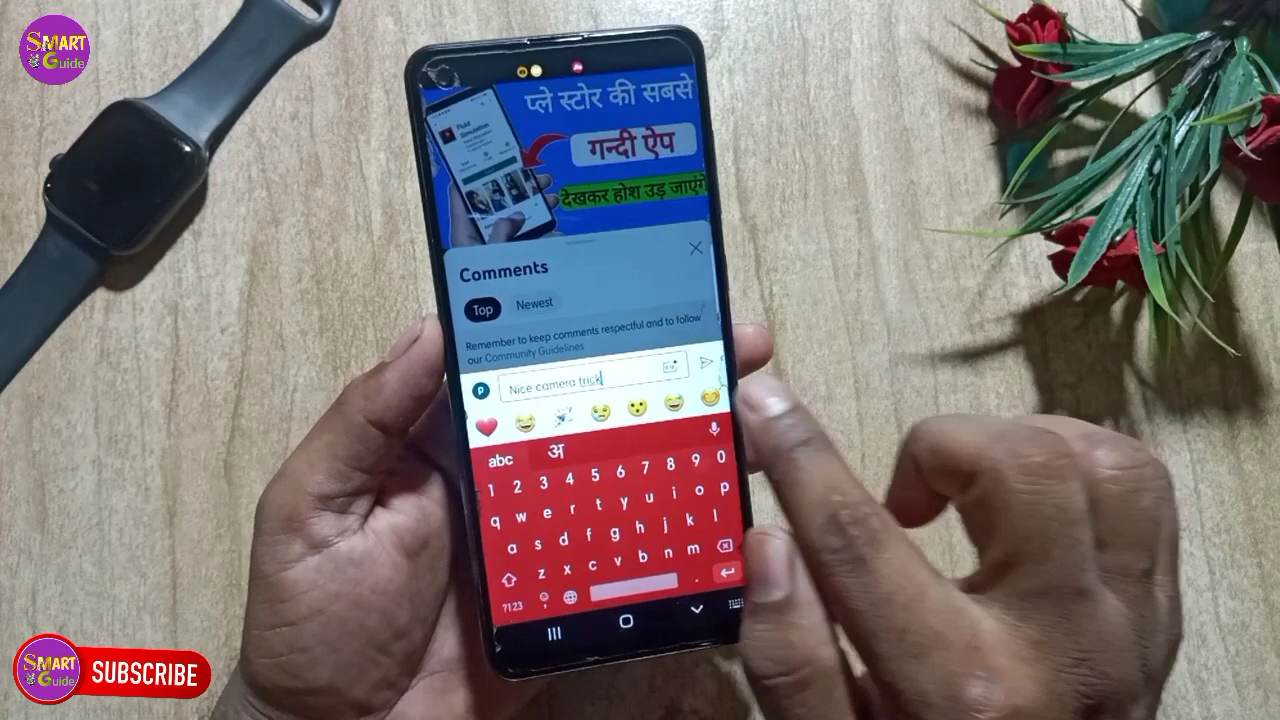 SMART
Guide
प्ले स्टोर की सबसे
Fluid
Simulation
गन्दी ऐप
देखकर होश उड़ जाएंगे
Comments
Top Newest
Remember to keep comments respectful and to follow
our Community Guidelines
p Nice camera trick
abc अ
1 2 3 4 5 6 7 8 9 0
q w e r t y u i o p
a s d f g h j k l
z x c v b n m
?123 .
SMART
Guide
SUBSCRIBE